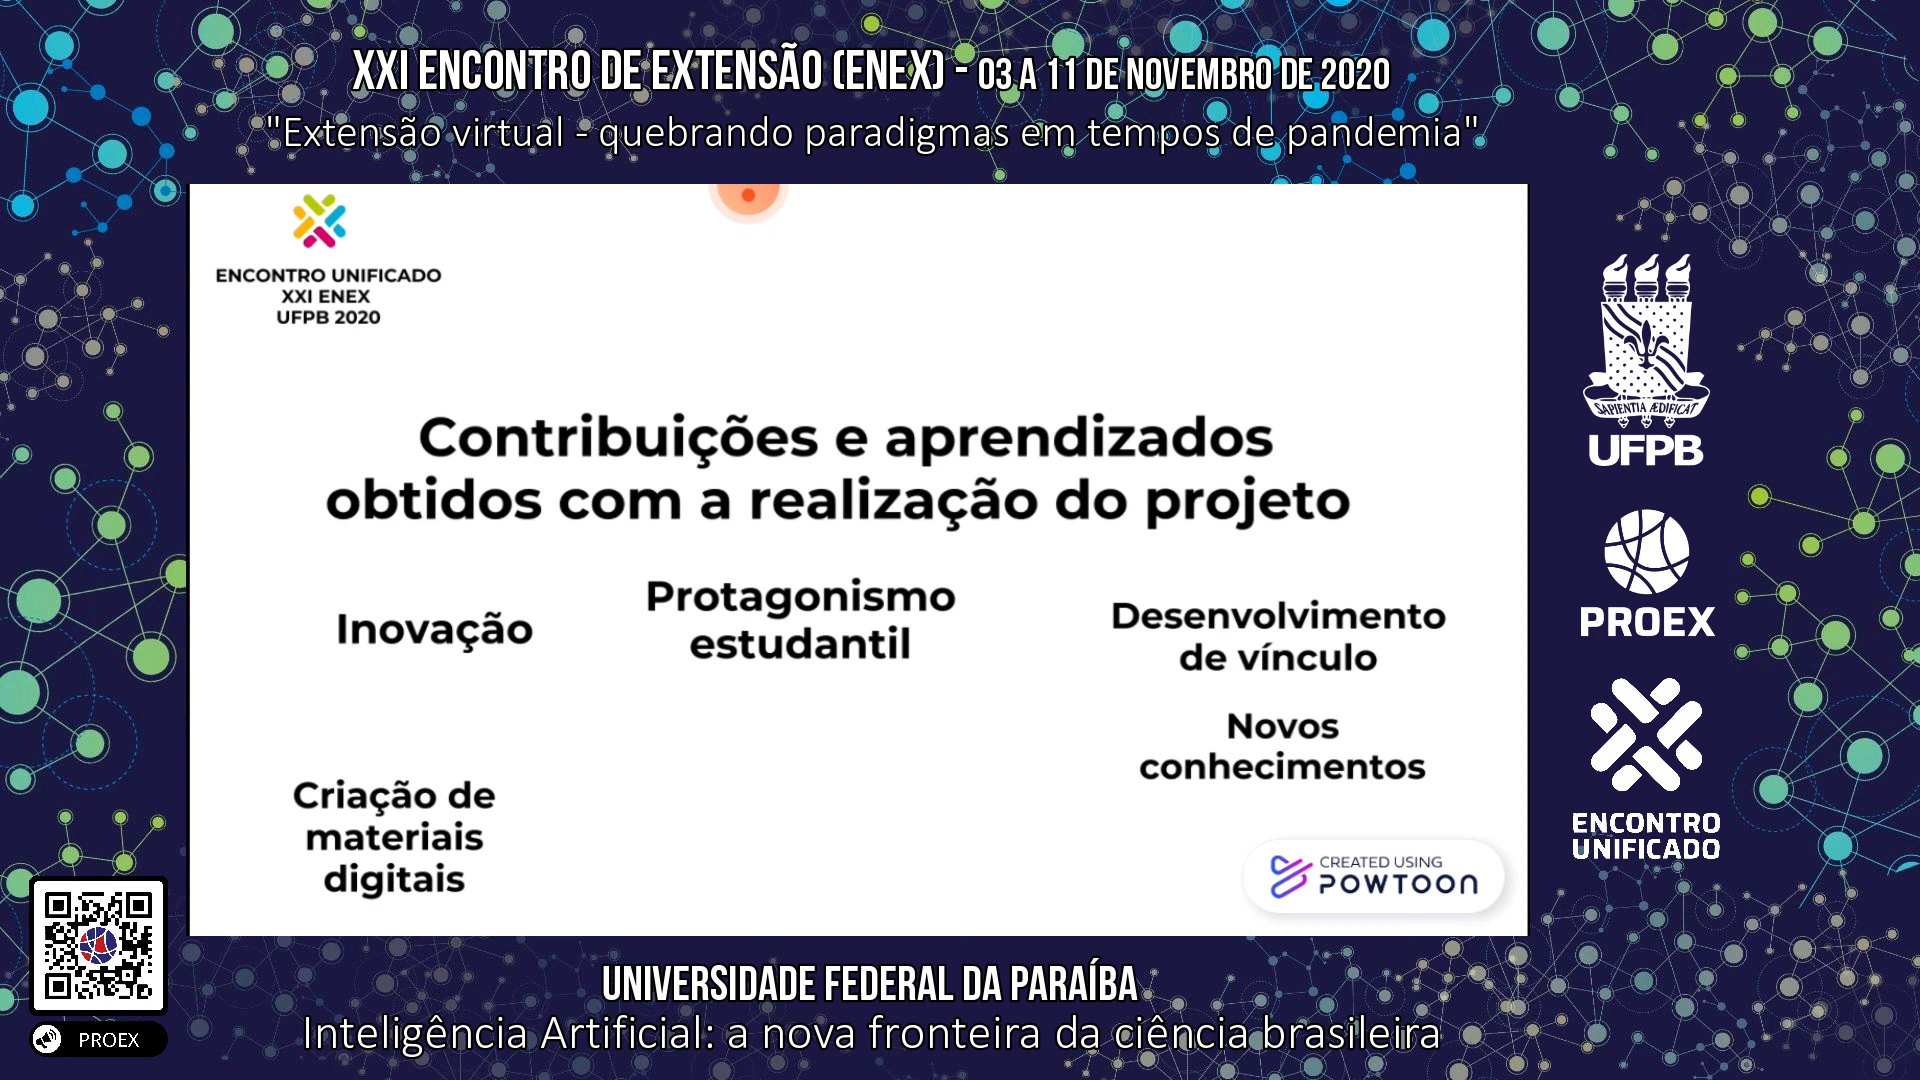 XXI ENCONTRO DE EXTENSÃO (ENEX) - 03 A 11 DE NOVEMBRO DE 2020
"Extensão virtual - quebrando paradigmas em tempos de pandemia"
ENCONTRO UNIFICADO
XXI ENEX
UFPB 2020
Contribuições e aprendizados
obtidos com a realização do projeto
Inovação
Protagonismo
estudantil
Desenvolvimento
de vínculo
Novos
conhecimentos
Criação de
materiais
digitais
CREATED USING
POWTOON
SAPIENTIA ÆDIFICAT
UFPB
PROEX
ENCONTRO
UNIFICADO
PROEX
UNIVERSIDADE FEDERAL DA PARAÍBA
Inteligência Artificial: a nova fronteira da ciência brasileira